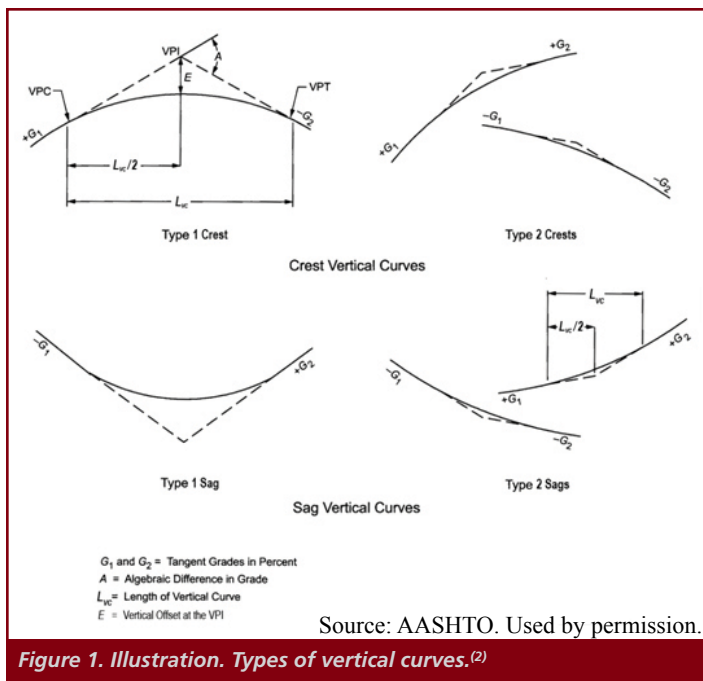 VPI
A
E
VPC
VPT
+G1
−G2
Lvc/2
Lvc
Type 1 Crest
+G2
+G1
−G1
−G2
Type 2 Crests
Crest Vertical Curves
−G1
+G2
Type 1 Sag
Lvc
Lvc/2
+G2
−G1
+G1
−G2
Type 2 Sags
Sag Vertical Curves
G1 and G2 = Tangent Grades in Percent
A = Algebraic Difference in Grade
Lvc = Length of Vertical Curve
E = Vertical Offset at the VPI
Source: AASHTO. Used by permission.
Figure 1. Illustration. Types of vertical curves.(2)